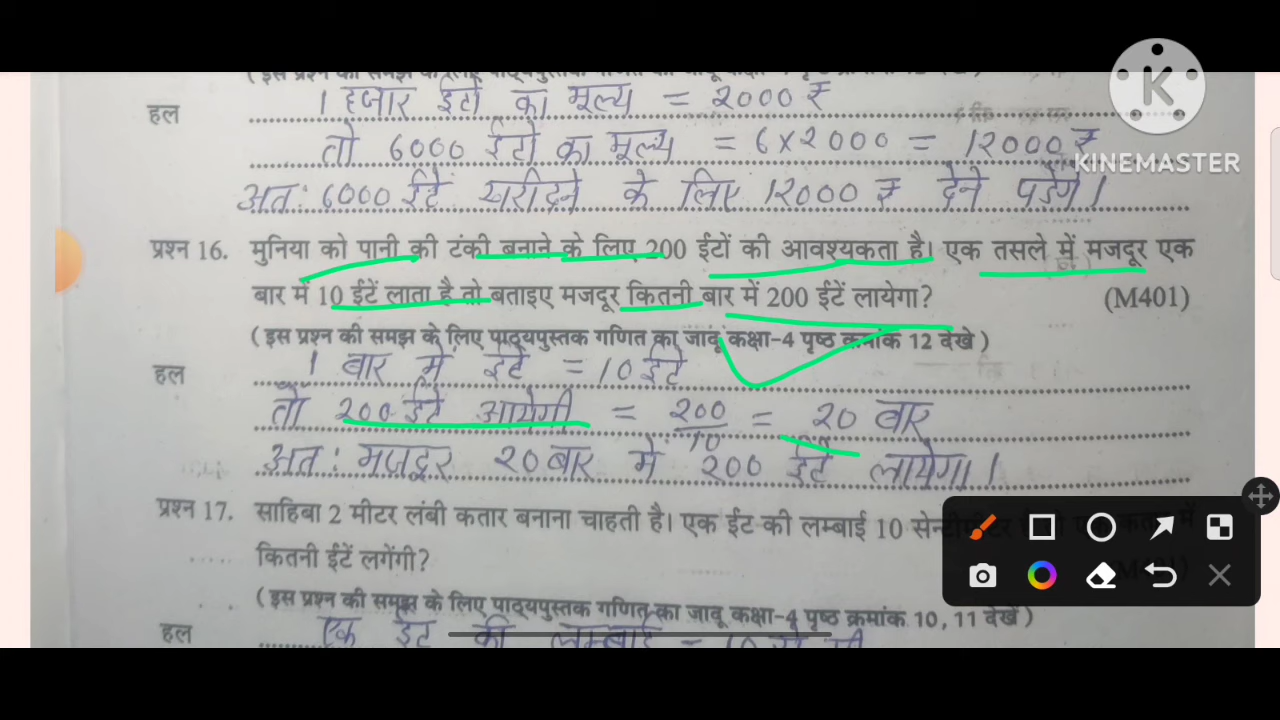 हल 1 हजार ईंटों का मूल्य = 2000 ₹
तो 6000 ईंटों का मूल्य = 6 × 2000 = 12000 ₹
KINEMASTER
अतः 6000 ईंटें खरीदने के लिए 12000 ₹ देने पड़ेंगे।
प्रश्न 16. मुनिया को पानी की टंकी बनाने के लिए 200 ईंटों की आवश्यकता है। एक तसले में मजदूर एक
बार में 10 ईंटें लाता है तो बताइए मजदूर कितनी बार में 200 ईंटें लायेगा? (M401)
(इस प्रश्न की समझ के लिए पाठ्यपुस्तक गणित का जादू कक्षा-4 पृष्ठ क्रमांक 12 देखे)
हल 1 बार में ईंटें = 10 ईंटें
तो 200 ईंटें आयेगी = 200/10 = 20 बार
अतः मजदूर 20 बार में 200 ईंटें लायेगा।
प्रश्न 17. साहिबा 2 मीटर लंबी कतार बनाना चाहती है। एक ईंट की लम्बाई 10 में
कितनी ईंटें लगेंगी?
(इस प्रश्न की समझ के लिए पाठ्यपुस्तक गणित का जादू कक्षा-4 पृष्ठ क्रमांक 10, 11 देखें)
हल एक ईंट की लम्बाई = 10